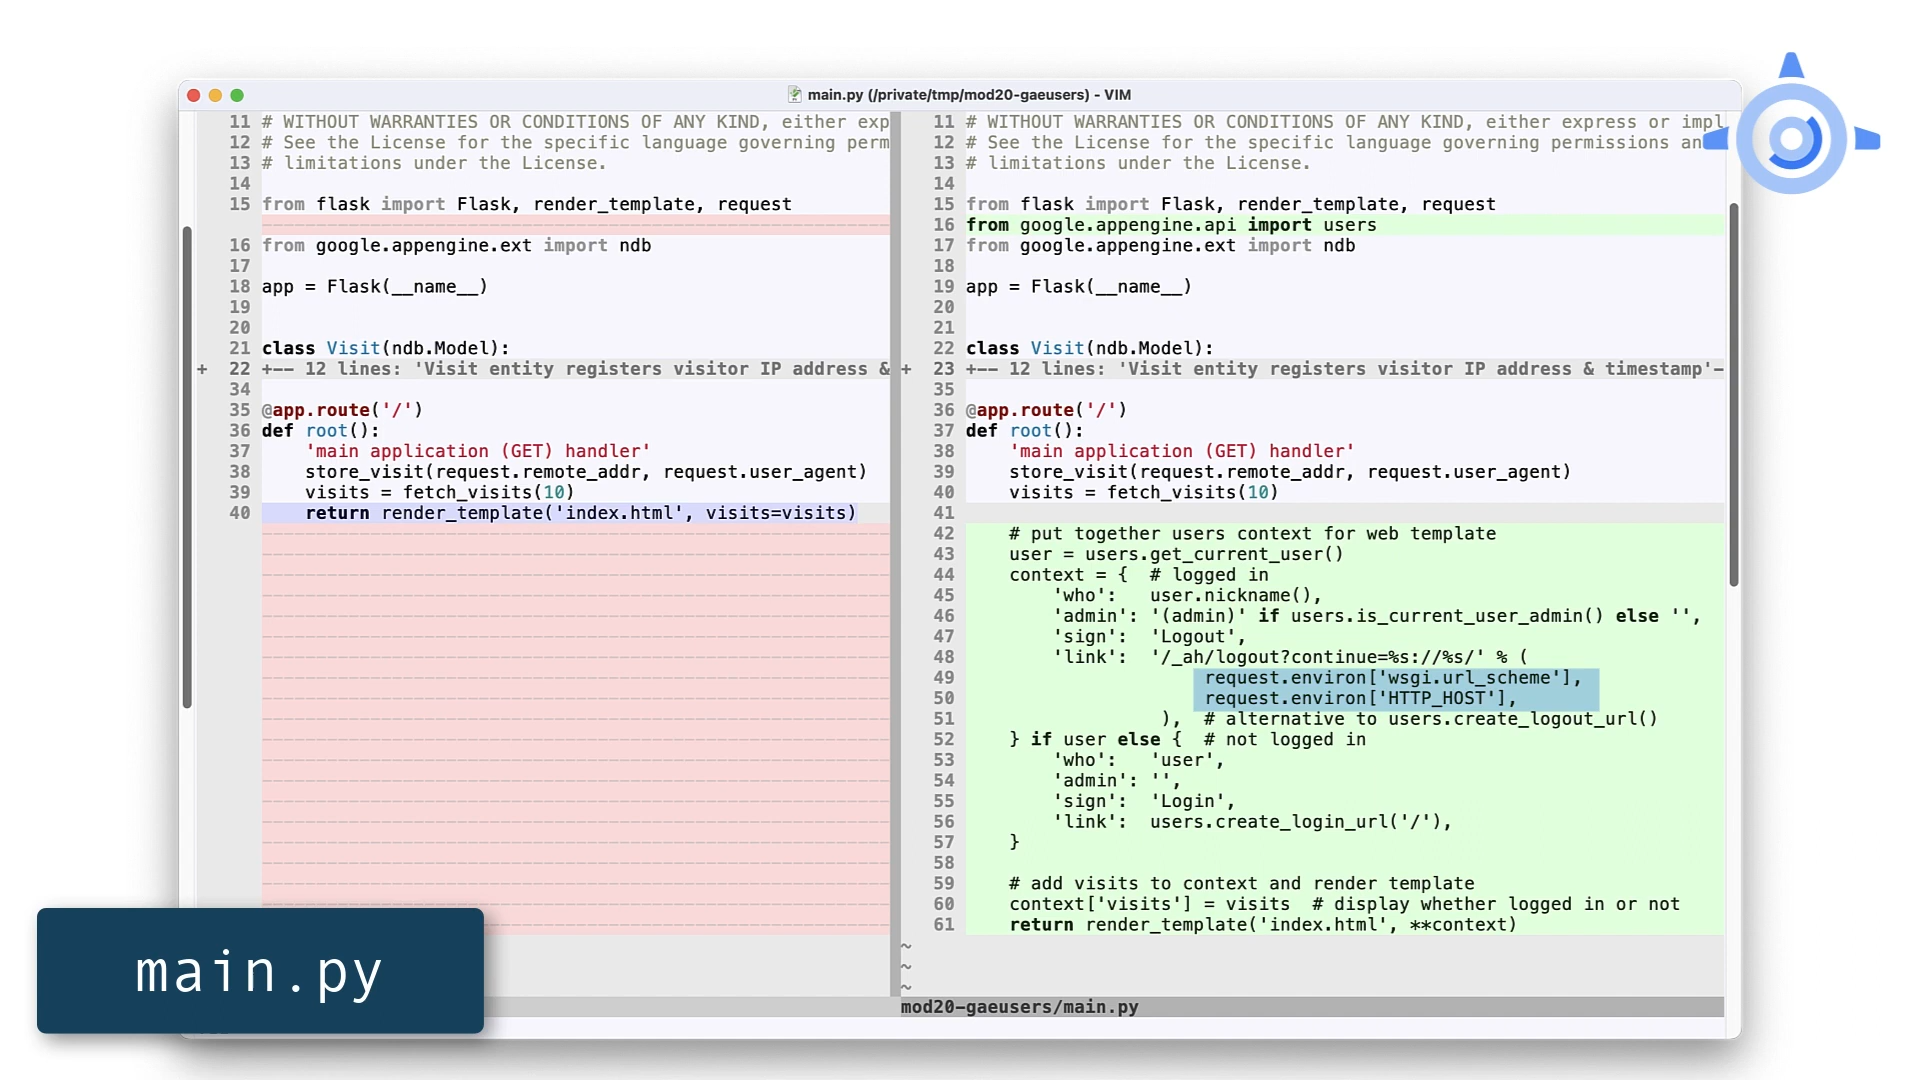 main.py (/private/tmp/mod20-gaeusers) - VIM
11 # WITHOUT WARRANTIES OR CONDITIONS OF ANY KIND, either exp
12 # See the License for the specific language governing perm
13 # limitations under the License.
14
15 from flask import Flask, render_template, request
16 from google.appengine.ext import ndb
17
18 app = Flask(__name__)
19
20
21 class Visit(ndb.Model):
+ 22 +-- 12 lines: 'Visit entity registers visitor IP address &
34
35 @app.route('/')
36 def root():
37     'main application (GET) handler'
38     store_visit(request.remote_addr, request.user_agent)
39     visits = fetch_visits(10)
40     return render_template('index.html', visits=visits)
11 # WITHOUT WARRANTIES OR CONDITIONS OF ANY KIND, either express or impl
12 # See the License for the specific language governing permissions an
13 # limitations under the License.
14
15 from flask import Flask, render_template, request
16 from google.appengine.api import users
17 from google.appengine.ext import ndb
18
19 app = Flask(__name__)
20
21
22 class Visit(ndb.Model):
+ 23 +-- 12 lines: 'Visit entity registers visitor IP address & timestamp'-
35
36 @app.route('/')
37 def root():
38     'main application (GET) handler'
39     store_visit(request.remote_addr, request.user_agent)
40     visits = fetch_visits(10)
41
42     # put together users context for web template
43     user = users.get_current_user()
44     context = {  # logged in
45         'who':   user.nickname(),
46         'admin': '(admin)' if users.is_current_user_admin() else '',
47         'sign':  'Logout',
48         'link':  '/_ah/logout?continue=%s://%s/' % (
49                       request.environ['wsgi.url_scheme'],
50                       request.environ['HTTP_HOST'],
51                   ),  # alternative to users.create_logout_url()
52     } if user else {  # not logged in
53         'who':   'user',
54         'admin': '',
55         'sign':  'Login',
56         'link':  users.create_login_url('/'),
57     }
58
59     # add visits to context and render template
60     context['visits'] = visits  # display whether logged in or not
61     return render_template('index.html', **context)
~
~
~
mod20-gaeusers/main.py
main.py